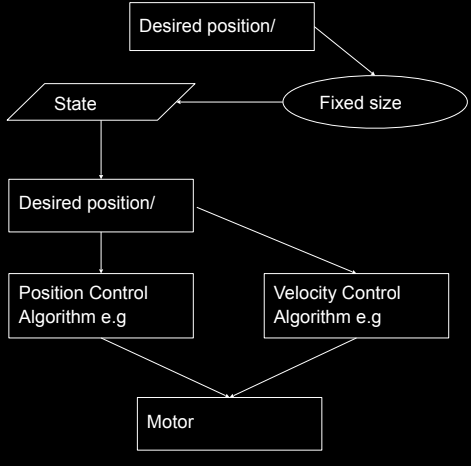 Desired position/
Fixed size
State
Desired position/
Position Control
Algorithm e.g
Velocity Control
Algorithm e.g
Motor